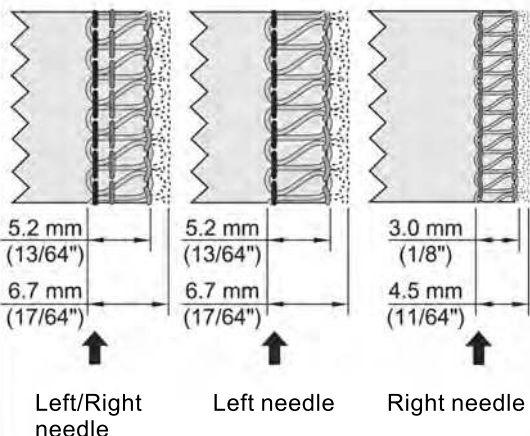 5.2 mm
(13/64")
6.7 mm
(17/64")
5.2 mm
(13/64")
6.7 mm
(17/64")
3.0 mm
(1/8")
4.5 mm
(11/64")
Left/Right
needle
Left needle
Right needle